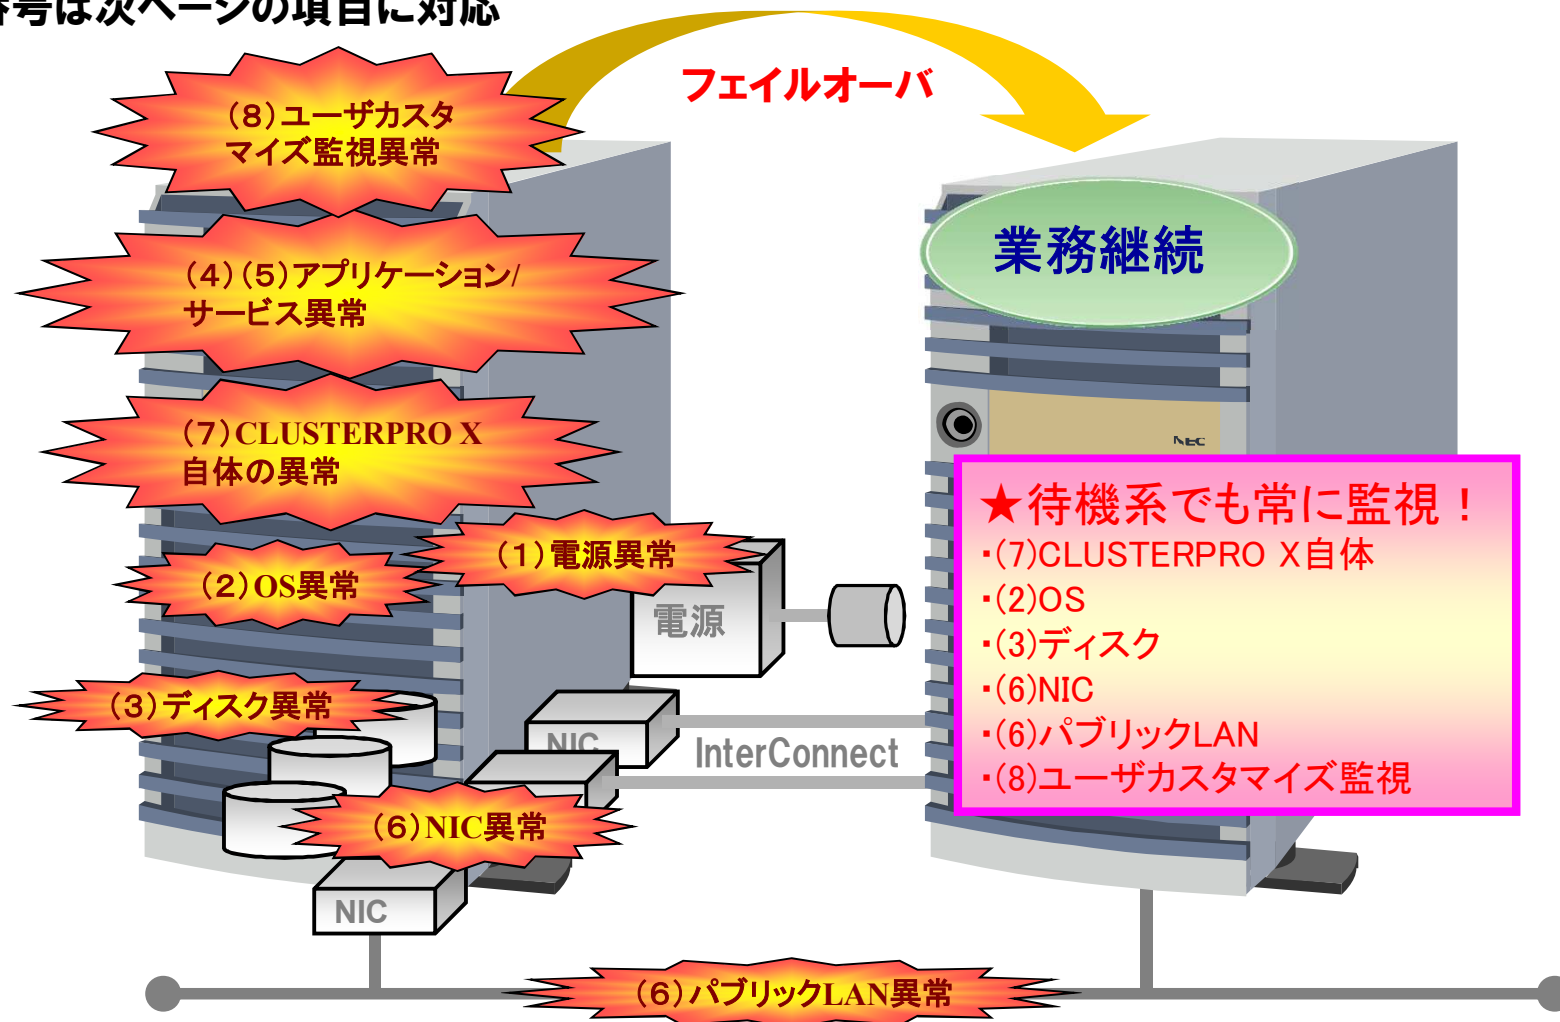 番号は次ページの項目に対応
フェイルオーバ
(8)ユーザカスタ
マイズ監視異常
業務継続
(4)(5)アプリケーション/
サービス異常
(7)CLUSTERPRO X
自体の異常
NEC
★待機系でも常に監視！
・(7)CLUSTERPRO X自体
・(2)OS
・(3)ディスク
・(6)NIC
・(6)パブリックLAN
・(8)ユーザカスタマイズ監視
(1)電源異常
(2)OS異常
電源
(3)ディスク異常
NIC
InterConnect
(6)NIC異常
NIC
(6)パブリックLAN異常